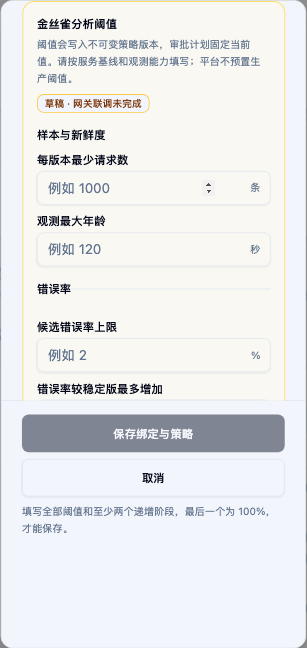 金丝雀分析阈值
阈值会写入不可变策略版本，审批计划固定当前
值。请按服务基线和观测能力填写；平台不预置生
产阈值。
草稿 · 网关联调未完成
样本与新鲜度
每版本最少请求数
例如 1000 条
观测最大年龄
例如 120 秒
错误率
候选错误率上限
例如 2 %
错误率较稳定版最多增加
保存绑定与策略
取消
填写全部阈值和至少两个递增阶段，最后一个为 100%，
才能保存。